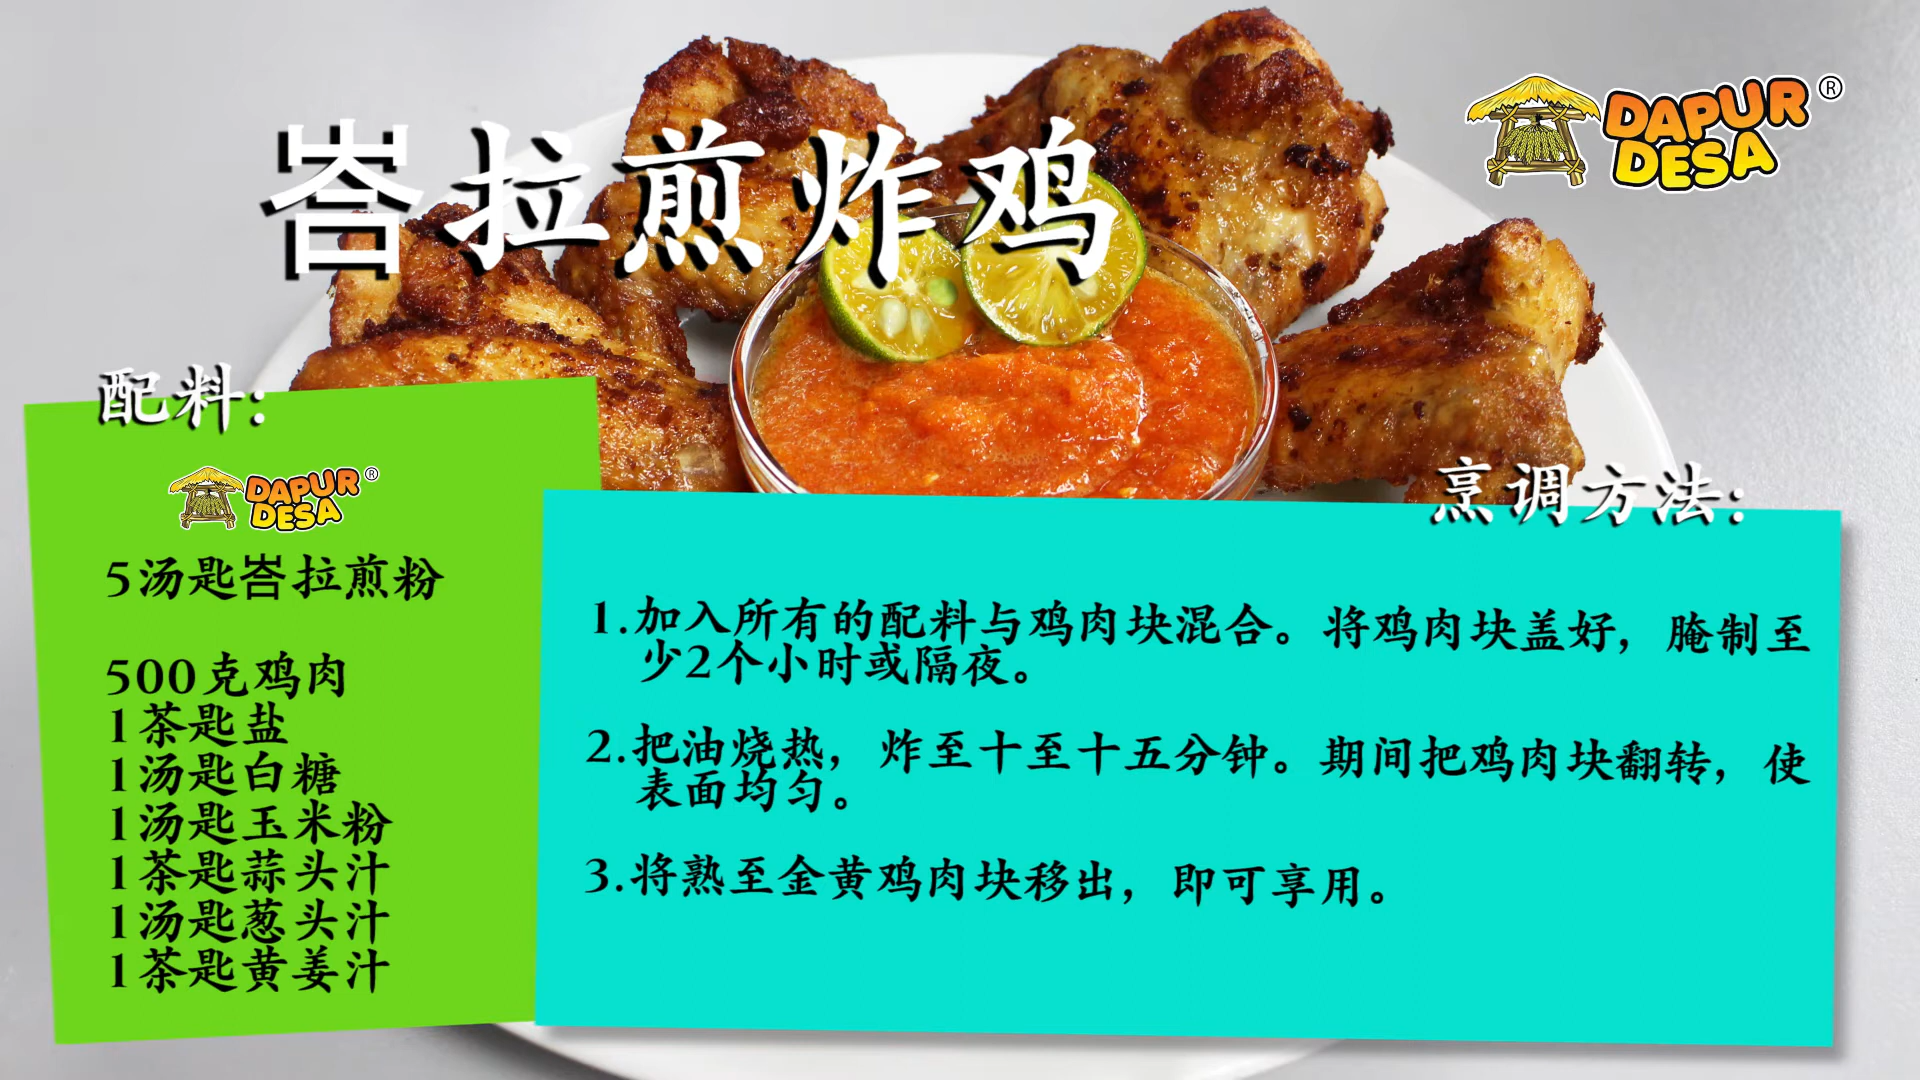 峇拉煎炸鸡
DAPUR
DESA
®
配料:
DAPUR
DESA
®
5汤匙峇拉煎粉
500克鸡肉
1茶匙盐
1汤匙白糖
1汤匙玉米粉
1茶匙蒜头汁
1汤匙葱头汁
1茶匙黄姜汁
烹调方法:
1.加入所有的配料与鸡肉块混合。将鸡肉块盖好，腌制至
少2个小时或隔夜。
2.把油烧热，炸至十至十五分钟。期间把鸡肉块翻转，使
表面均匀。
3.将熟至金黄鸡肉块移出，即可享用。